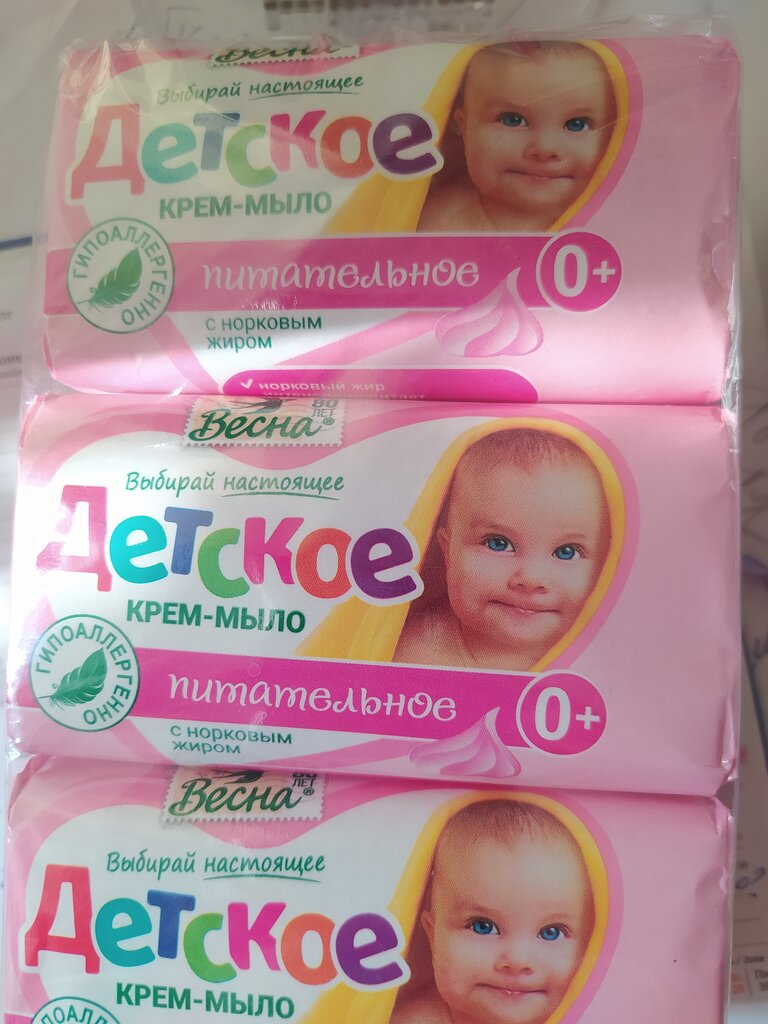 Весна
Выбирай настоящее
Детское
КРЕМ-МЫЛО
ГИПОАЛЛЕРГЕННО
питательное
0+
с норковым
жиром
норковый жир
80
ЛЕТ
Весна®
Выбирай настоящее
Детское
КРЕМ-МЫЛО
ГИПОАЛЛЕРГЕННО
питательное
0+
с норковым
жиром
ЛЕТ
Весна®
Выбирай настоящее
Детское
КРЕМ-МЫЛО